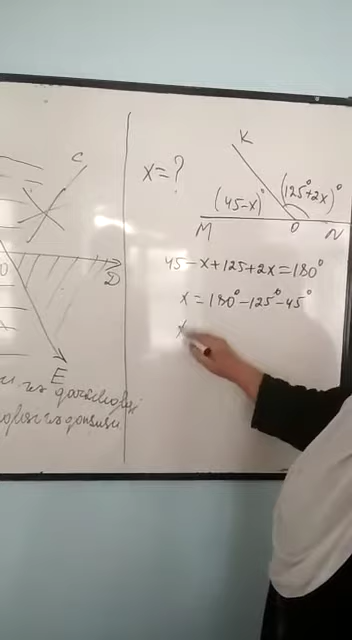 C
D
E
x=?
K
(45-x)°
(125°+2x)°
M
O
N
45-x+125+2x=180°
x=180°-125°-45°
x